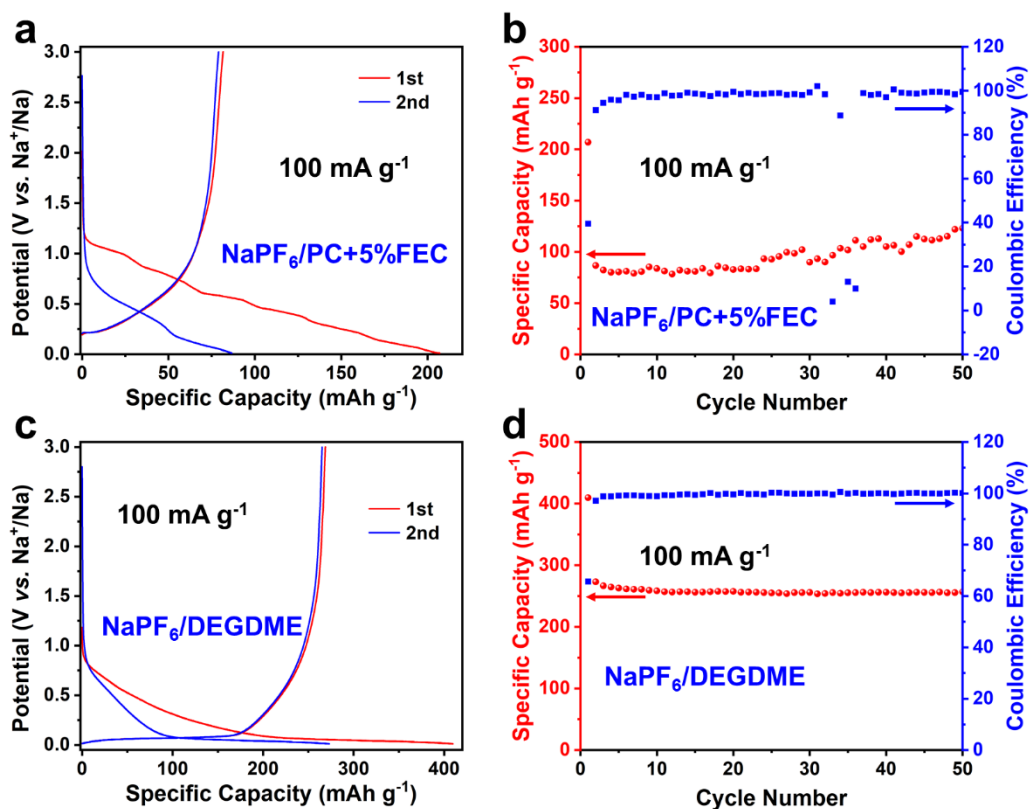 a
3.0
2.5
2.0
1.5
1.0
0.5
0.0
Potential (V vs. Na⁺/Na)
1st
2nd
100 mA g⁻¹
NaPF₆/PC+5%FEC
0 50 100 150 200
Specific Capacity (mAh g⁻¹)
b
300
250
200
150
100
50
0
Specific Capacity (mAh g⁻¹)
100 mA g⁻¹
NaPF₆/PC+5%FEC
120
100
80
60
40
20
0
-20
Coulombic Efficiency (%)
0 10 20 30 40 50
Cycle Number
c
3.0
2.5
2.0
1.5
1.0
0.5
0.0
Potential (V vs. Na⁺/Na)
100 mA g⁻¹
1st
2nd
NaPF₆/DEGDME
0 100 200 300 400
Specific Capacity (mAh g⁻¹)
d
500
400
300
200
100
0
Specific Capacity (mAh g⁻¹)
100 mA g⁻¹
NaPF₆/DEGDME
120
100
80
60
40
20
0
Coulombic Efficiency (%)
0 10 20 30 40 50
Cycle Number